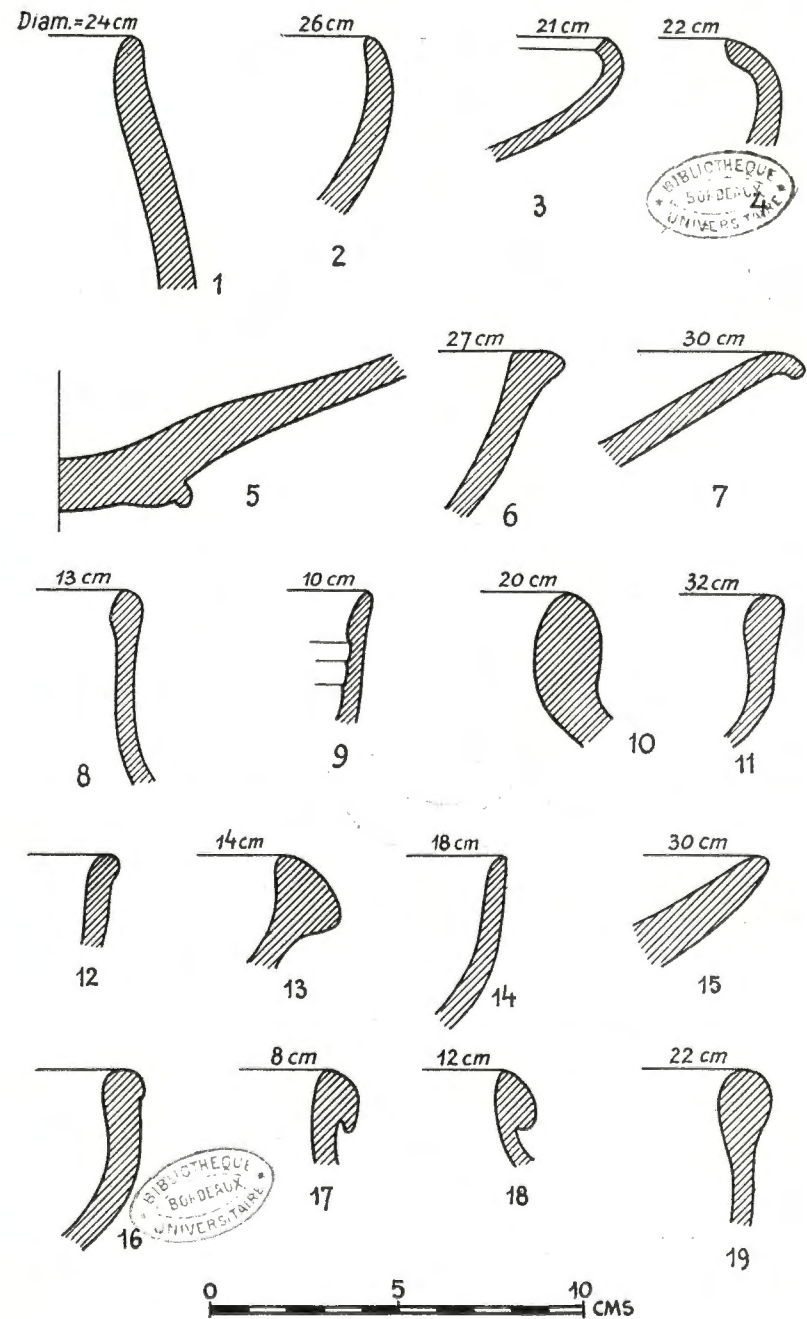 Diam.=24cm 26cm 21cm 22cm
1 2 3 4
BIBLIOTHEQUE
BORDEAUX
UNIVERSITAIRE
27cm 30cm
5 6 7
13cm 10cm 20cm 32cm
8 9 10 11
14cm 18cm 30cm
12 13 14 15
8cm 12cm 22cm
16 17 18 19
BIBLIOTHEQUE
BORDEAUX
UNIVERSITAIRE
0 5 10 CMS